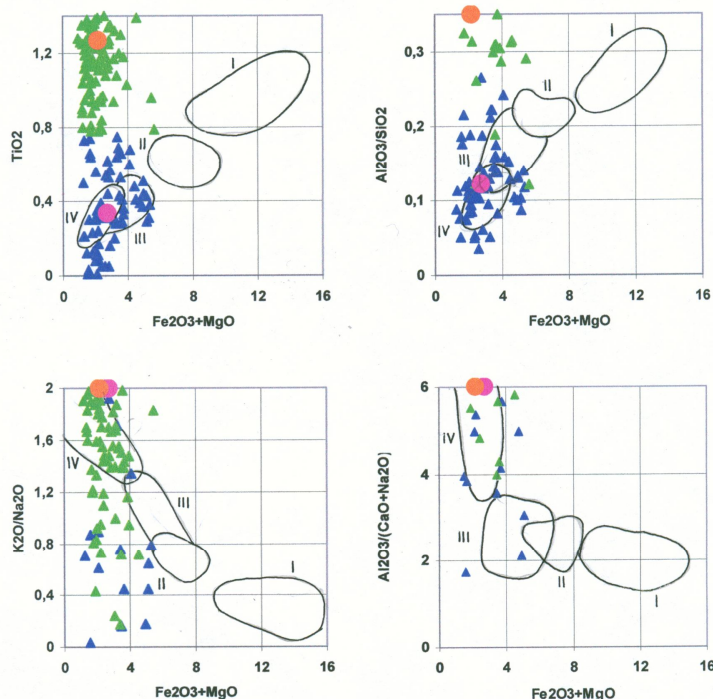 TiO2
1,2
0,8
0,4
0
0
4
8
12
16
Fe2O3+MgO
I
II
III
IV
Al2O3/SiO2
0,3
0,2
0,1
0
0
4
8
12
16
Fe2O3+MgO
I
II
III
IV
K2O/Na2O
2
1,6
1,2
0,8
0,4
0
0
4
8
12
16
Fe2O3+MgO
IV
III
II
I
Al2O3/(CaO+Na2O)
6
4
2
0
0
4
8
12
16
Fe2O3+MgO
IV
III
II
I